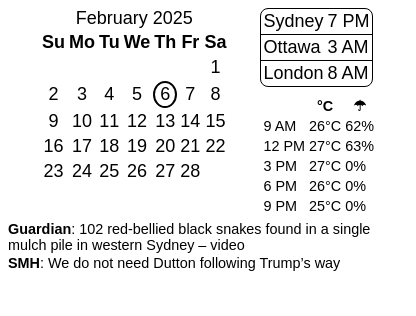 February 2025
Su Mo Tu We Th Fr Sa
1
2 3 4 5 6 7 8
9 10 11 12 13 14 15
16 17 18 19 20 21 22
23 24 25 26 27 28
Sydney 7 PM
Ottawa 3 AM
London 8 AM
°C ☂
9 AM 26°C 62%
12 PM 27°C 63%
3 PM 27°C 0%
6 PM 26°C 0%
9 PM 25°C 0%
Guardian: 102 red-bellied black snakes found in a single
mulch pile in western Sydney – video
SMH: We do not need Dutton following Trump’s way